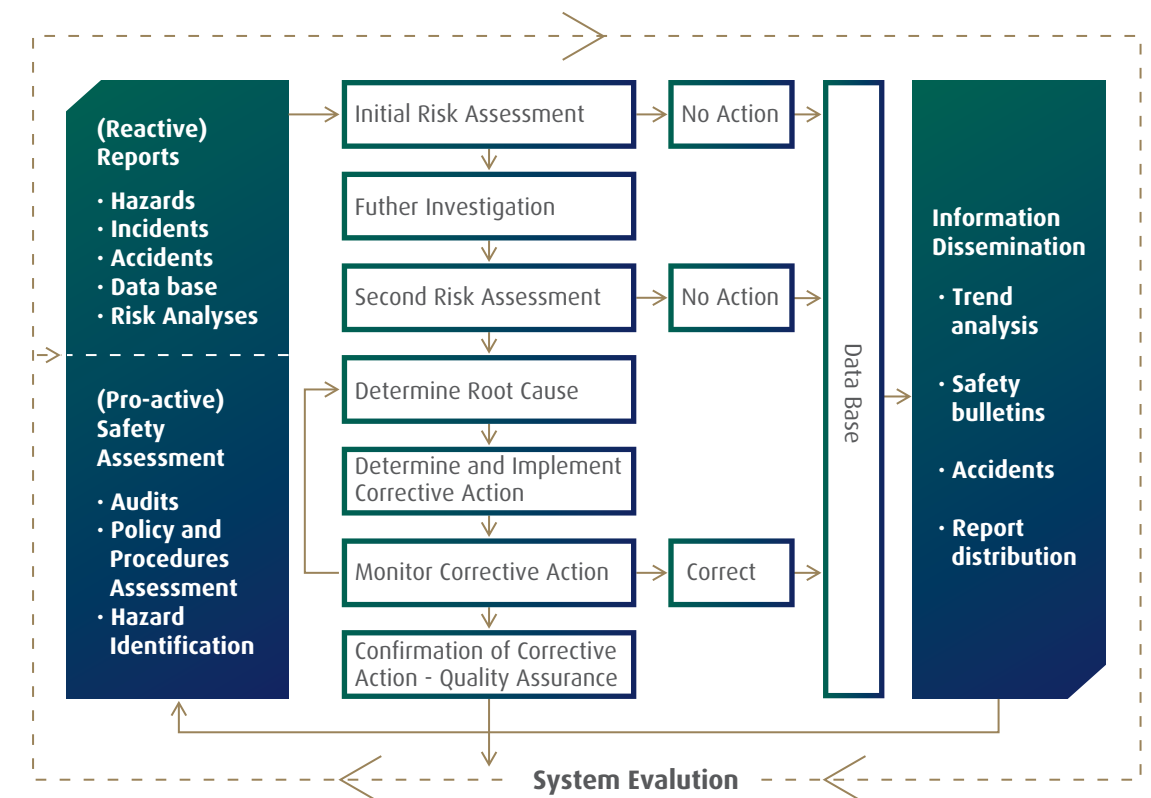 (Reactive)
Reports
· Hazards
· Incidents
· Accidents
· Data base
· Risk Analyses
(Pro-active)
Safety
Assessment
· Audits
· Policy and
Procedures
Assessment
· Hazard
Identification
Initial Risk Assessment
No Action
Futher Investigation
Second Risk Assessment
No Action
Determine Root Cause
Determine and Implement
Corrective Action
Monitor Corrective Action
Correct
Confirmation of Corrective
Action - Quality Assurance
Data Base
Information
Dissemination
· Trend
analysis
· Safety
bulletins
· Accidents
· Report
distribution
System Evalution